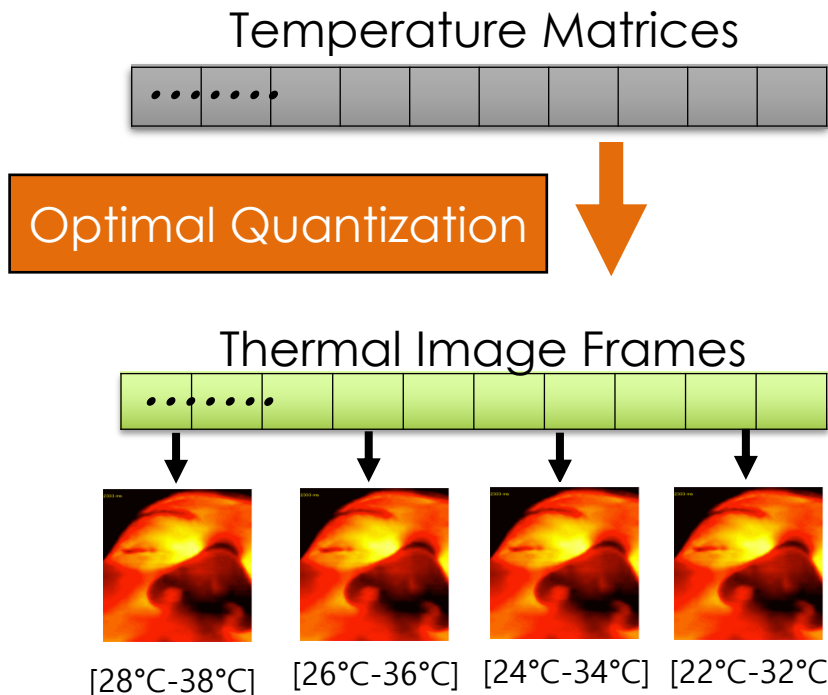 Temperature Matrices
Optimal Quantization
Thermal Image Frames
[28°C-38°C] [26°C-36°C] [24°C-34°C] [22°C-32°C